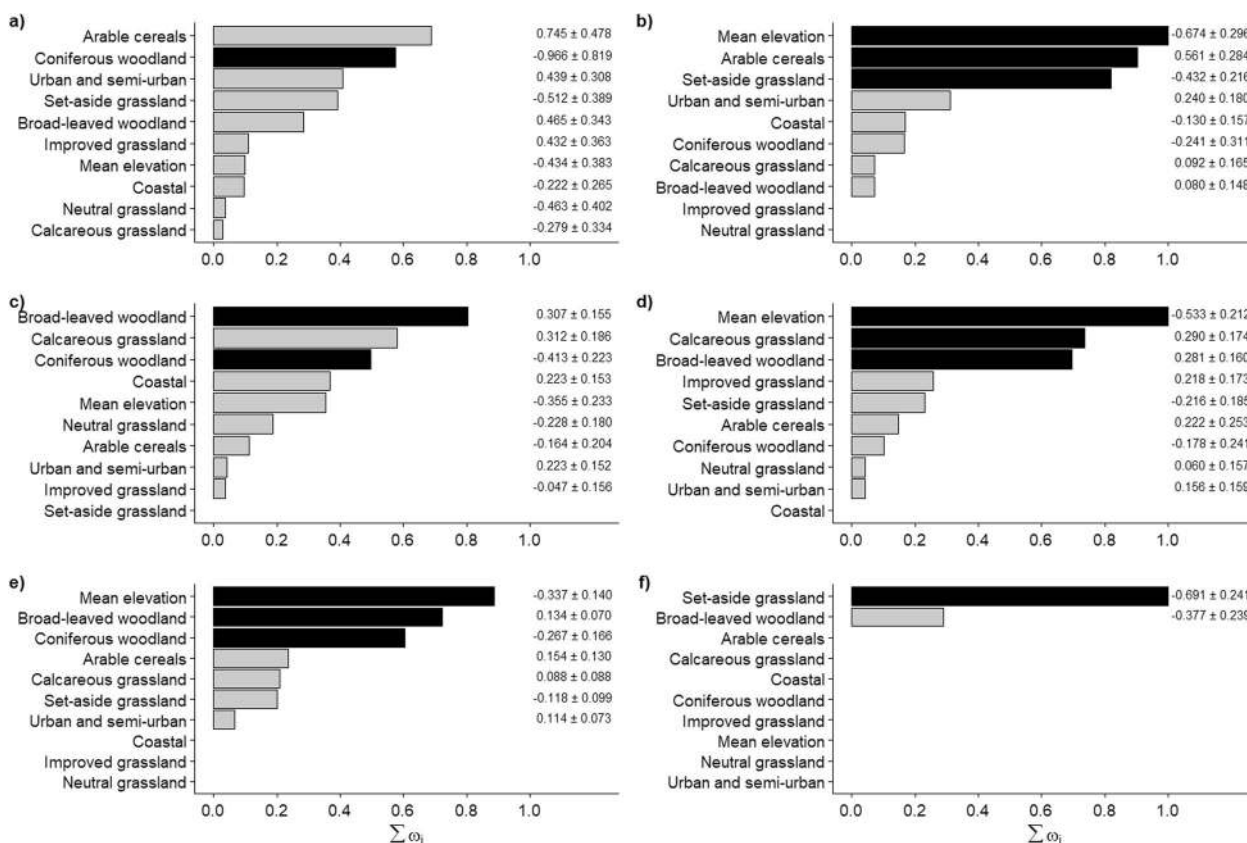 a)
Arable cereals 0.745 ± 0.478
Coniferous woodland -0.966 ± 0.819
Urban and semi-urban 0.439 ± 0.308
Set-aside grassland -0.512 ± 0.389
Broad-leaved woodland 0.465 ± 0.343
Improved grassland 0.432 ± 0.363
Mean elevation -0.434 ± 0.383
Coastal -0.222 ± 0.265
Neutral grassland -0.463 ± 0.402
Calcareous grassland -0.279 ± 0.334
0.0 0.2 0.4 0.6 0.8 1.0
b)
Mean elevation -0.674 ± 0.296
Arable cereals 0.561 ± 0.284
Set-aside grassland -0.432 ± 0.216
Urban and semi-urban 0.240 ± 0.180
Coastal -0.130 ± 0.157
Coniferous woodland -0.241 ± 0.311
Calcareous grassland 0.092 ± 0.165
Broad-leaved woodland 0.080 ± 0.148
Improved grassland
Neutral grassland
0.0 0.2 0.4 0.6 0.8 1.0
c)
Broad-leaved woodland 0.307 ± 0.155
Calcareous grassland 0.312 ± 0.186
Coniferous woodland -0.413 ± 0.223
Coastal 0.223 ± 0.153
Mean elevation -0.355 ± 0.233
Neutral grassland -0.228 ± 0.180
Arable cereals -0.164 ± 0.204
Urban and semi-urban 0.223 ± 0.152
Improved grassland -0.047 ± 0.156
Set-aside grassland
0.0 0.2 0.4 0.6 0.8 1.0
d)
Mean elevation -0.533 ± 0.212
Calcareous grassland 0.290 ± 0.174
Broad-leaved woodland 0.281 ± 0.160
Improved grassland 0.218 ± 0.173
Set-aside grassland -0.216 ± 0.185
Arable cereals 0.222 ± 0.253
Coniferous woodland -0.178 ± 0.241
Neutral grassland 0.060 ± 0.157
Urban and semi-urban 0.156 ± 0.159
Coastal
0.0 0.2 0.4 0.6 0.8 1.0
e)
Mean elevation -0.337 ± 0.140
Broad-leaved woodland 0.134 ± 0.070
Coniferous woodland -0.267 ± 0.166
Arable cereals 0.154 ± 0.130
Calcareous grassland 0.088 ± 0.088
Set-aside grassland -0.118 ± 0.099
Urban and semi-urban 0.114 ± 0.073
Coastal
Improved grassland
Neutral grassland
0.0 0.2 0.4 0.6 0.8 1.0
∑ ωi
f)
Set-aside grassland -0.691 ± 0.241
Broad-leaved woodland -0.377 ± 0.239
Arable cereals
Calcareous grassland
Coastal
Coniferous woodland
Improved grassland
Mean elevation
Neutral grassland
Urban and semi-urban
0.0 0.2 0.4 0.6 0.8 1.0
∑ ωi